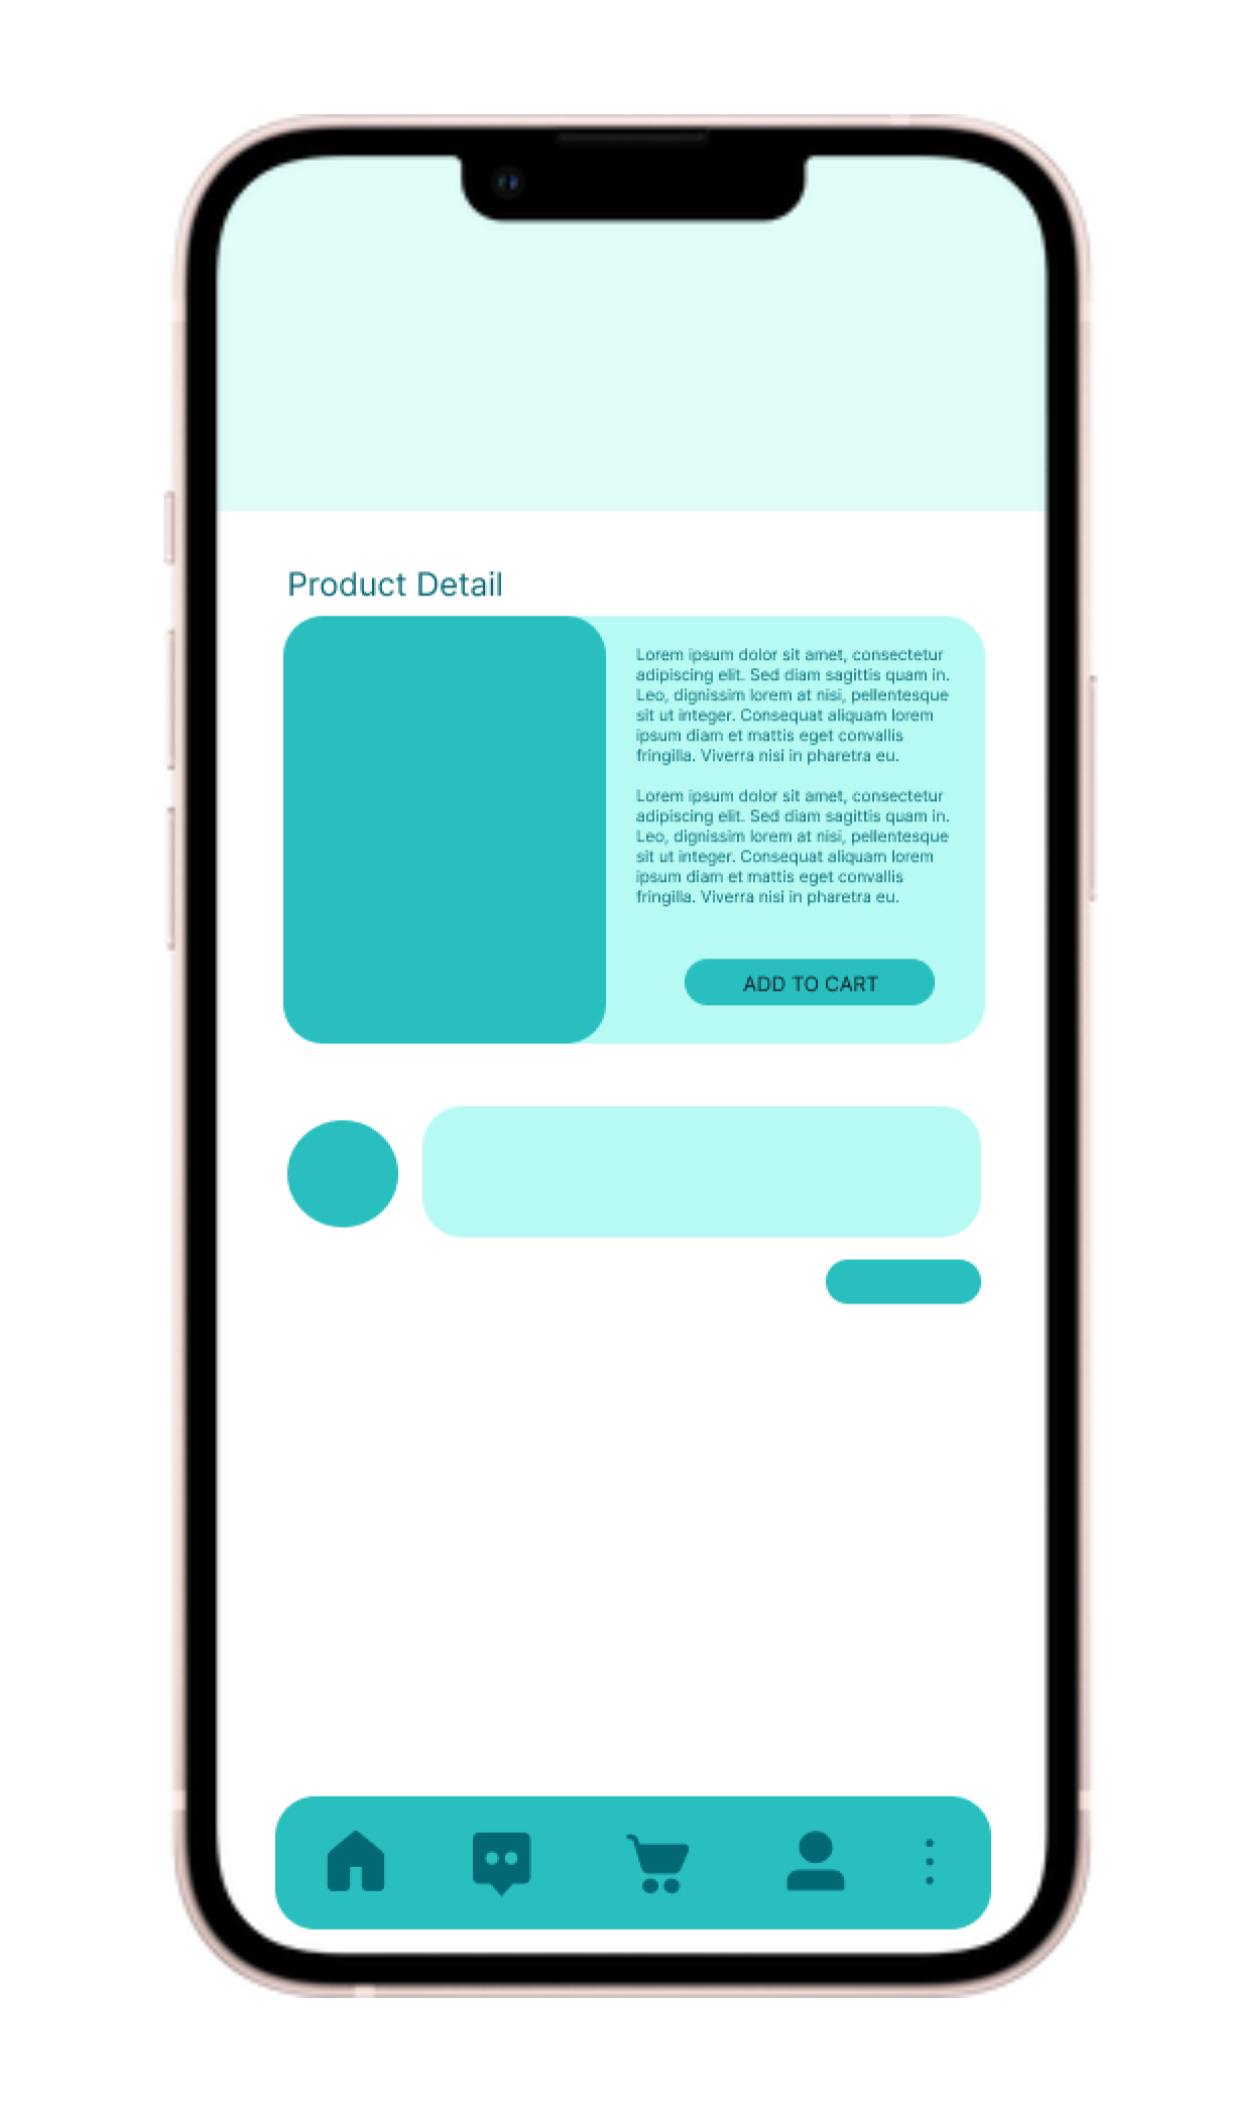 Product Detail
Lorem ipsum dolor sit amet, consectetur
adipiscing elit. Sed diam sagittis quam in.
Leo, dignissim lorem at nisi, pellentesque
sit ut integer. Consequat aliquam lorem
ipsum diam et mattis eget convallis
fringilla. Viverra nisi in pharetra eu.
Lorem ipsum dolor sit amet, consectetur
adipiscing elit. Sed diam sagittis quam in.
Leo, dignissim lorem at nisi, pellentesque
sit ut integer. Consequat aliquam lorem
ipsum diam et mattis eget convallis
fringilla. Viverra nisi in pharetra eu.
ADD TO CART